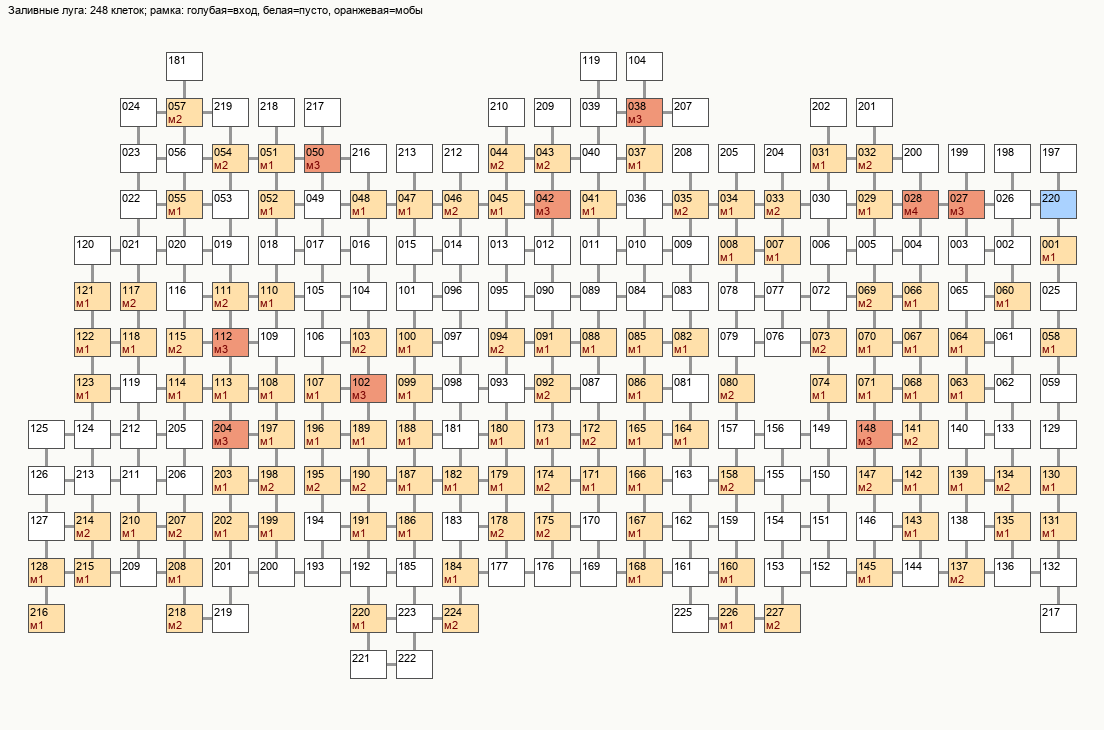 Заливные луга: 248 клеток; рамка: голубая=вход, белая=пусто, оранжевая=мобы
181 119 104
024 057 219 218 217 210 209 039 038 207 202 201
м2 м3
023 056 054 051 050 216 213 212 044 043 040 037 208 205 204 031 032 200 199 198 197
м2 м1 м3 м2 м2 м1 м1 м2
022 055 053 052 049 048 047 046 045 042 041 036 035 034 033 030 029 028 027 026 220
м1 м1 м1 м1 м2 м1 м3 м1 м2 м1 м2 м1 м4 м3
120 021 020 019 018 017 016 015 014 013 012 011 010 009 008 007 006 005 004 003 002 001
м1 м1 м1
121 117 116 111 110 105 104 101 096 095 090 089 084 083 078 077 072 069 066 065 060 025
м1 м2 м2 м1 м2 м1 м1
122 118 115 112 109 106 103 100 097 094 091 088 085 082 079 076 073 070 067 064 061 058
м1 м1 м2 м3 м2 м1 м2 м1 м1 м1 м1 м2 м1 м1 м1 м1
123 119 114 113 108 107 102 099 098 093 092 087 086 081 080 074 071 068 063 062 059
м1 м1 м1 м1 м1 м3 м1 м2 м1 м2 м1 м1 м1 м1
125 124 212 205 204 197 196 189 188 181 180 173 172 165 164 157 156 149 148 141 140 133 129
м3 м1 м1 м1 м1 м1 м1 м2 м1 м1 м3 м2
126 213 211 206 203 198 195 190 187 182 179 174 171 166 163 158 155 150 147 142 139 134 130
м1 м2 м2 м2 м1 м1 м1 м2 м1 м1 м2 м2 м1 м1 м2 м1
127 214 210 207 202 199 194 191 186 183 178 175 170 167 162 159 154 151 146 143 138 135 131
м2 м1 м2 м1 м1 м1 м1 м2 м2 м1 м1 м1 м1
128 215 209 208 201 200 193 192 185 184 177 176 169 168 161 160 153 152 145 144 137 136 132
м1 м1 м1 м1 м1 м1 м1 м2
216 218 219 220 223 224 225 226 227 217
м1 м2 м1 м2 м1 м2
221 222